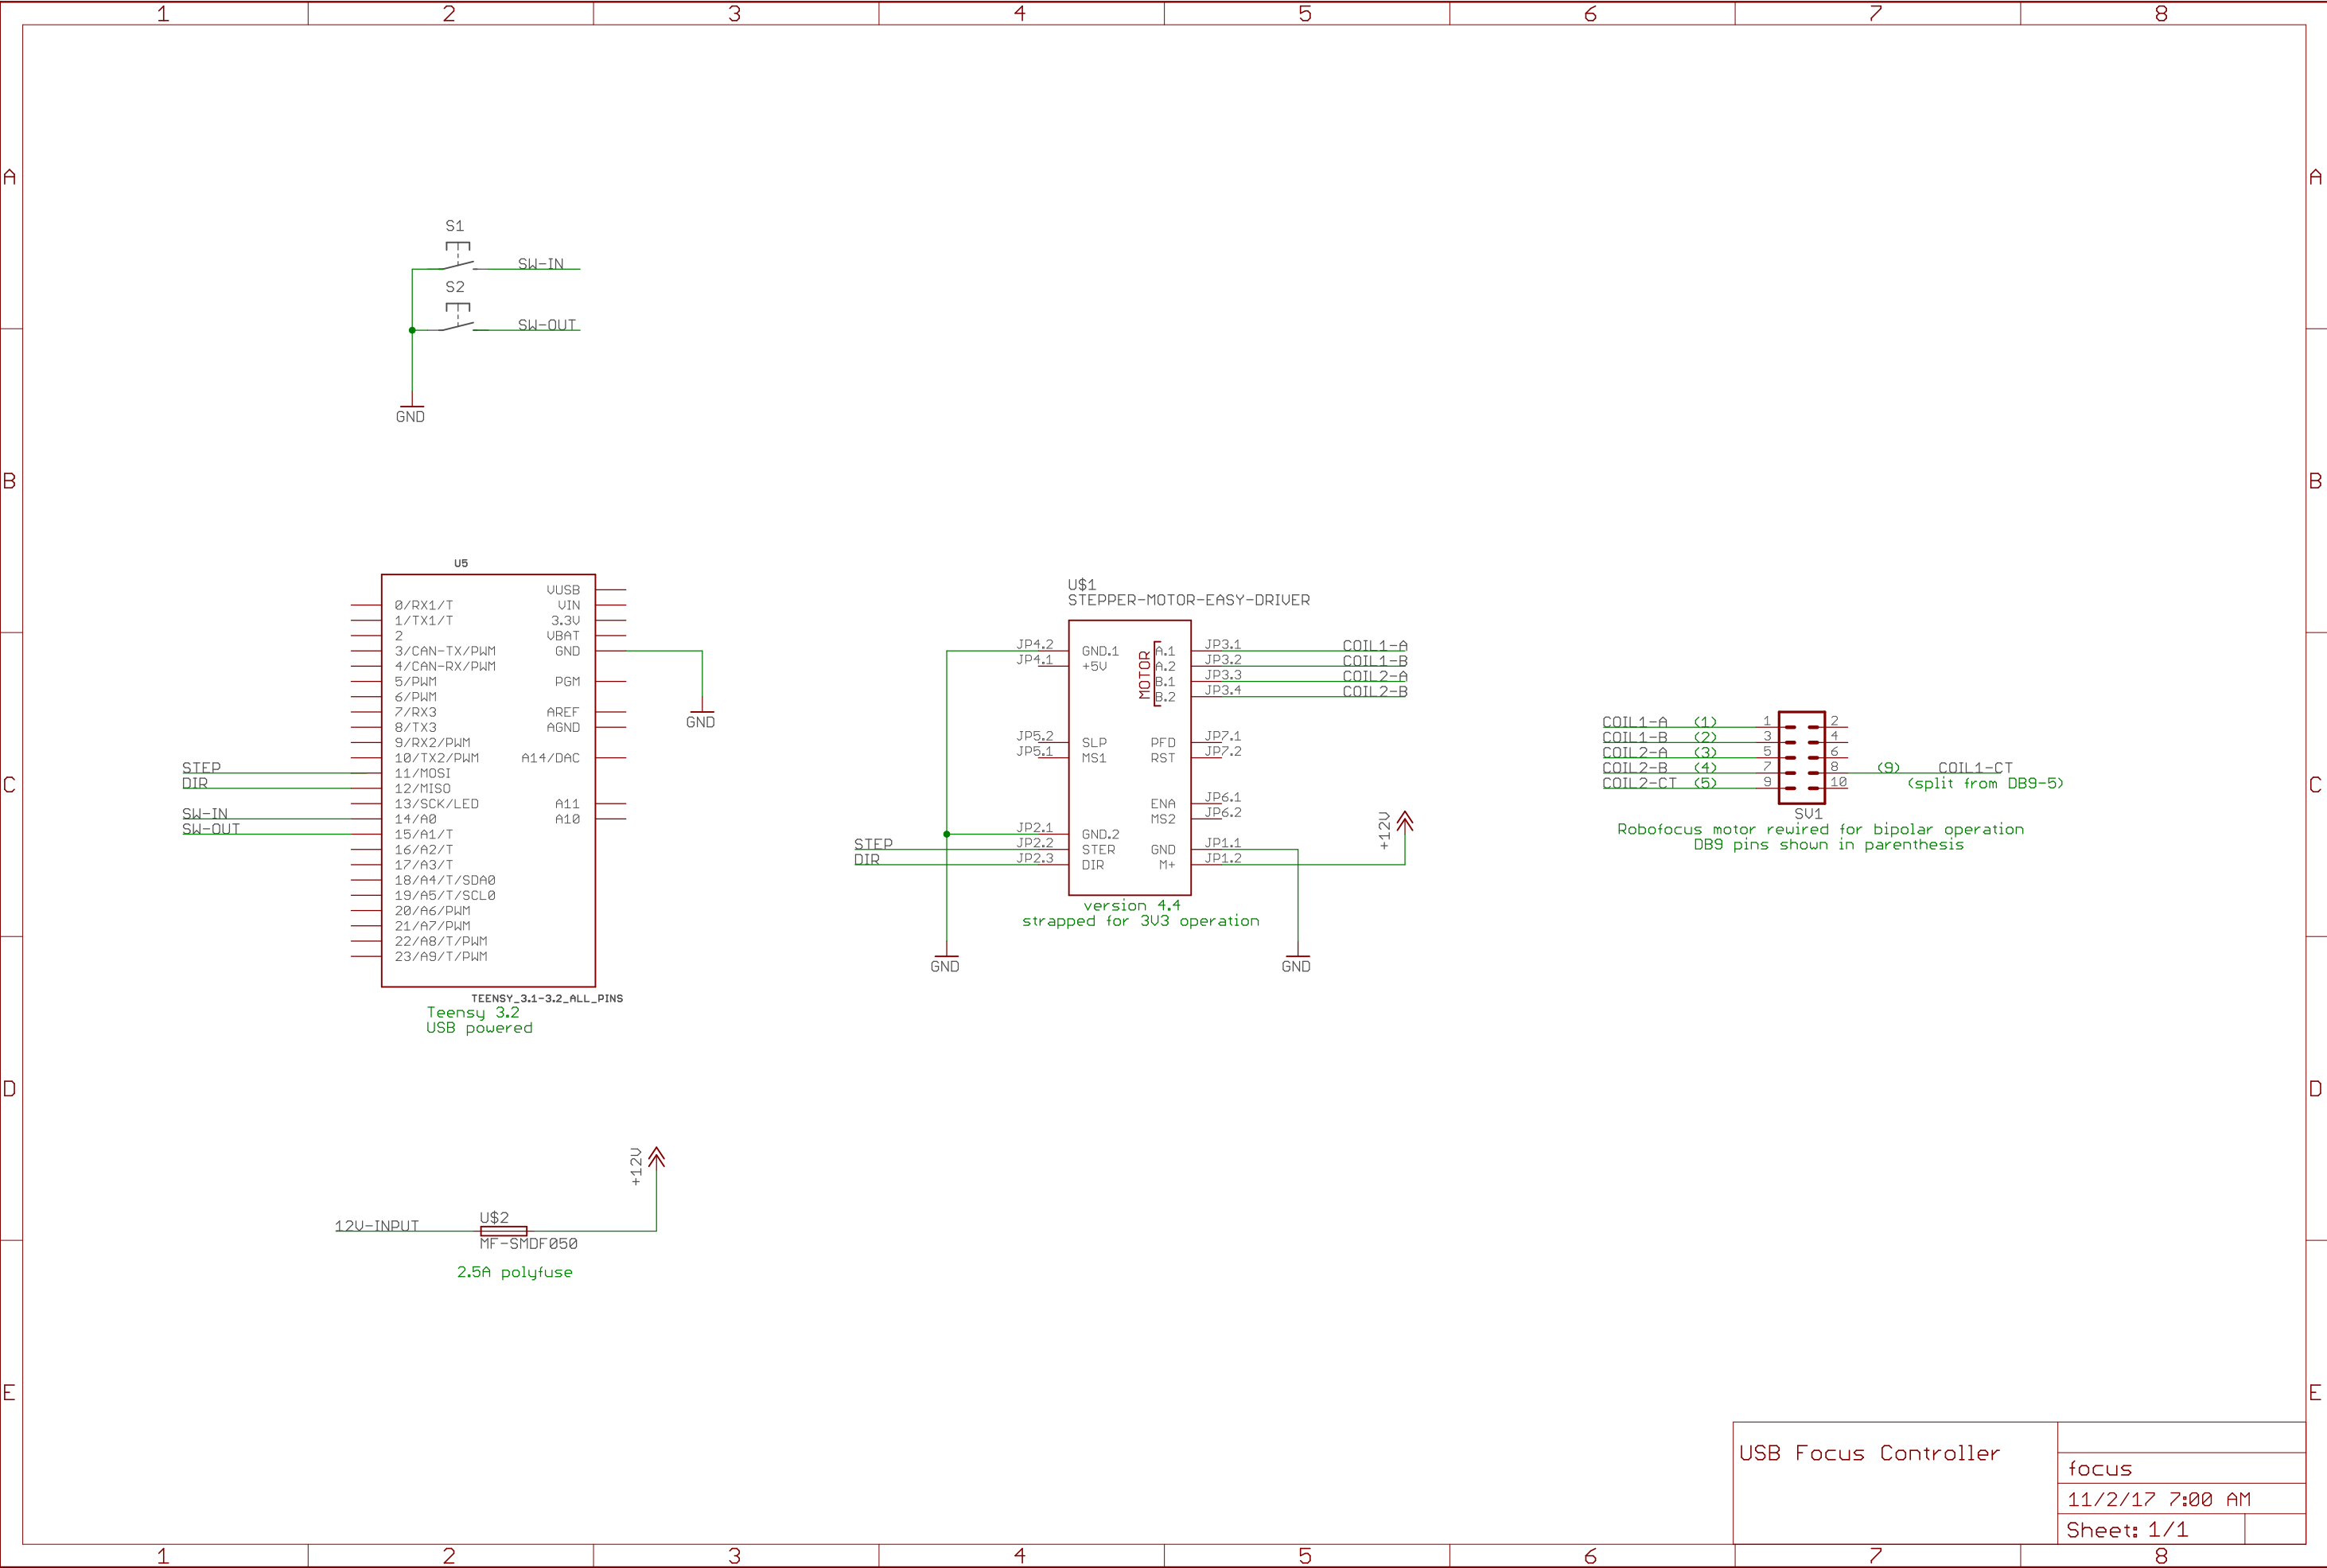 1 2 3 4 5 6 7 8
A A
S1
SW-IN
S2
SW-OUT
GND
B B
U5
VUSB
0/RX1/T VIN
1/TX1/T 3.3V
2 VBAT
3/CAN-TX/PWM GND
4/CAN-RX/PWM
5/PWM PGM
6/PWM
7/RX3 AREF
8/TX3 AGND
9/RX2/PWM
10/TX2/PWM A14/DAC
STEP 11/MOSI
DIR 12/MISO
13/SCK/LED A11
SW-IN 14/A0 A10
SW-OUT 15/A1/T
16/A2/T
17/A3/T
18/A4/T/SDA0
19/A5/T/SCL0
20/A6/PWM
21/A7/PWM
22/A8/T/PWM
23/A9/T/PWM
TEENSY_3.1-3.2_ALL_PINS
Teensy 3.2
USB powered
GND
U$1
STEPPER-MOTOR-EASY-DRIVER
JP4.2 GND.1 A.1 JP3.1 COIL1-A
JP4.1 +5V A.2 JP3.2 COIL1-B
B.1 JP3.3 COIL2-A
B.2 JP3.4 COIL2-B
MOTOR
JP5.2 SLP PFD JP7.1
JP5.1 MS1 RST JP7.2
ENA JP6.1
MS2 JP6.2
JP2.1 GND.2
STEP JP2.2 STER GND JP1.1
DIR JP2.3 DIR M+ JP1.2
+12V
version 4.4
strapped for 3V3 operation
GND GND
COIL1-A (1) 1 2
COIL1-B (2) 3 4
COIL2-A (3) 5 6
COIL2-B (4) 7 8 (9) COIL1-CT
COIL2-CT (5) 9 10 (split from DB9-5)
SV1
Robofocus motor rewired for bipolar operation
DB9 pins shown in parenthesis
C C
D D
+12V
12V-INPUT U$2
MF-SMDF050
2.5A polyfuse
E E
USB Focus Controller
focus
11/2/17 7:00 AM
Sheet: 1/1
1 2 3 4 5 6 7 8